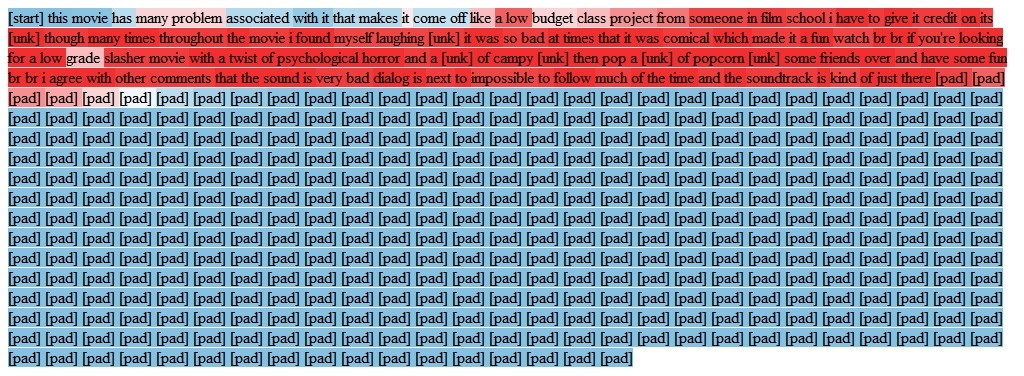 [start] this movie has many problem associated with it that makes it come off like a low budget class project from someone in film school i have to give it credit on its
[unk] though many times throughout the movie i found myself laughing [unk] it was so bad at times that it was comical which made it a fun watch br br if you're looking
for a low grade slasher movie with a twist of psychological horror and a [unk] of campy [unk] then pop a [unk] of popcorn [unk] some friends over and have some fun
br br i agree with other comments that the sound is very bad dialog is next to impossible to follow much of the time and the soundtrack is kind of just there [pad] [pad]
[pad] [pad] [pad] [pad] [pad] [pad] [pad] [pad] [pad] [pad] [pad] [pad] [pad] [pad] [pad] [pad] [pad] [pad] [pad] [pad] [pad] [pad] [pad] [pad] [pad] [pad] [pad]
[pad] [pad] [pad] [pad] [pad] [pad] [pad] [pad] [pad] [pad] [pad] [pad] [pad] [pad] [pad] [pad] [pad] [pad] [pad] [pad] [pad] [pad] [pad] [pad] [pad] [pad] [pad]
[pad] [pad] [pad] [pad] [pad] [pad] [pad] [pad] [pad] [pad] [pad] [pad] [pad] [pad] [pad] [pad] [pad] [pad] [pad] [pad] [pad] [pad] [pad] [pad] [pad] [pad] [pad]
[pad] [pad] [pad] [pad] [pad] [pad] [pad] [pad] [pad] [pad] [pad] [pad] [pad] [pad] [pad] [pad] [pad] [pad] [pad] [pad] [pad] [pad] [pad] [pad] [pad] [pad] [pad]
[pad] [pad] [pad] [pad] [pad] [pad] [pad] [pad] [pad] [pad] [pad] [pad] [pad] [pad] [pad] [pad] [pad] [pad] [pad] [pad] [pad] [pad] [pad] [pad] [pad] [pad] [pad]
[pad] [pad] [pad] [pad] [pad] [pad] [pad] [pad] [pad] [pad] [pad] [pad] [pad] [pad] [pad] [pad] [pad] [pad] [pad] [pad] [pad] [pad] [pad] [pad] [pad] [pad] [pad]
[pad] [pad] [pad] [pad] [pad] [pad] [pad] [pad] [pad] [pad] [pad] [pad] [pad] [pad] [pad] [pad] [pad] [pad] [pad] [pad] [pad] [pad] [pad] [pad] [pad] [pad] [pad]
[pad] [pad] [pad] [pad] [pad] [pad] [pad] [pad] [pad] [pad] [pad] [pad] [pad] [pad] [pad] [pad] [pad] [pad] [pad] [pad] [pad] [pad] [pad] [pad] [pad] [pad] [pad]
[pad] [pad] [pad] [pad] [pad] [pad] [pad] [pad] [pad] [pad] [pad] [pad] [pad] [pad] [pad] [pad] [pad] [pad] [pad] [pad] [pad] [pad] [pad] [pad] [pad] [pad] [pad]
[pad] [pad] [pad] [pad] [pad] [pad] [pad] [pad] [pad] [pad] [pad] [pad] [pad] [pad] [pad] [pad] [pad] [pad] [pad] [pad] [pad] [pad] [pad] [pad] [pad] [pad] [pad]
[pad] [pad] [pad] [pad] [pad] [pad] [pad] [pad] [pad] [pad] [pad] [pad] [pad] [pad] [pad] [pad] [pad] [pad] [pad] [pad] [pad] [pad] [pad] [pad] [pad] [pad] [pad]
[pad] [pad] [pad] [pad] [pad] [pad] [pad] [pad] [pad] [pad] [pad] [pad] [pad] [pad] [pad] [pad] [pad] [pad] [pad] [pad] [pad] [pad] [pad] [pad] [pad] [pad] [pad]
[pad] [pad] [pad] [pad] [pad] [pad] [pad] [pad] [pad] [pad] [pad] [pad] [pad] [pad] [pad] [pad] [pad] [pad] [pad] [pad] [pad] [pad] [pad] [pad] [pad] [pad] [pad]
[pad] [pad] [pad] [pad] [pad] [pad] [pad] [pad] [pad] [pad] [pad] [pad] [pad] [pad] [pad] [pad] [pad]